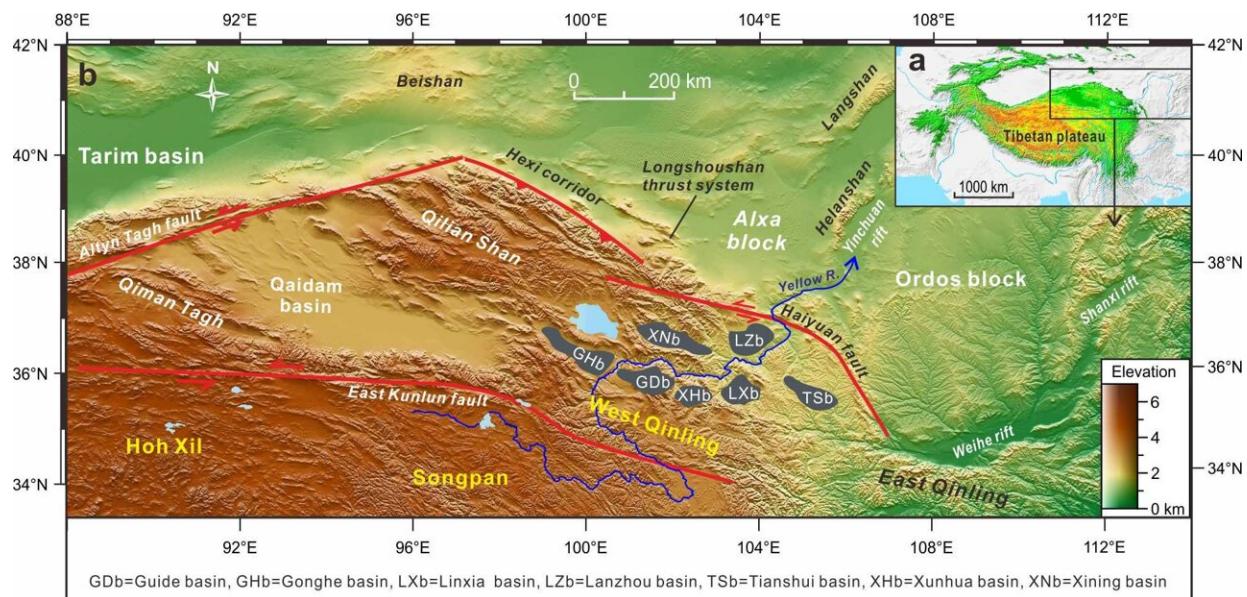 88°E
92°E
96°E
100°E
104°E
108°E
112°E
42°N
42°N
b
N
Beishan
0 200 km
Langshan
a
Tibetan plateau
1000 km
Tarim basin
Hexi corridor
Longshoushan
thrust system
Helanshan
40°N
40°N
Altyn Tagh fault
Qilian Shan
Alxa
block
Yinchuan
rift
38°N
38°N
Qiman Tagh
Qaidam
basin
Yellow R.
Ordos block
Shanxi rift
Haiyuan fault
XNb
LZb
GHb
GDb
XHb
LXb
TSb
36°N
36°N
East Kunlun fault
West Qinling
Weihe rift
Elevation
6
4
2
0 km
Hoh Xil
Songpan
East Qinling
34°N
34°N
88°E
92°E
96°E
100°E
104°E
108°E
112°E
GDb=Guide basin, GHb=Gonghe basin, LXb=Linxia basin, LZb=Lanzhou basin, TSb=Tianshui basin, XHb=Xunhua basin, XNb=Xining basin